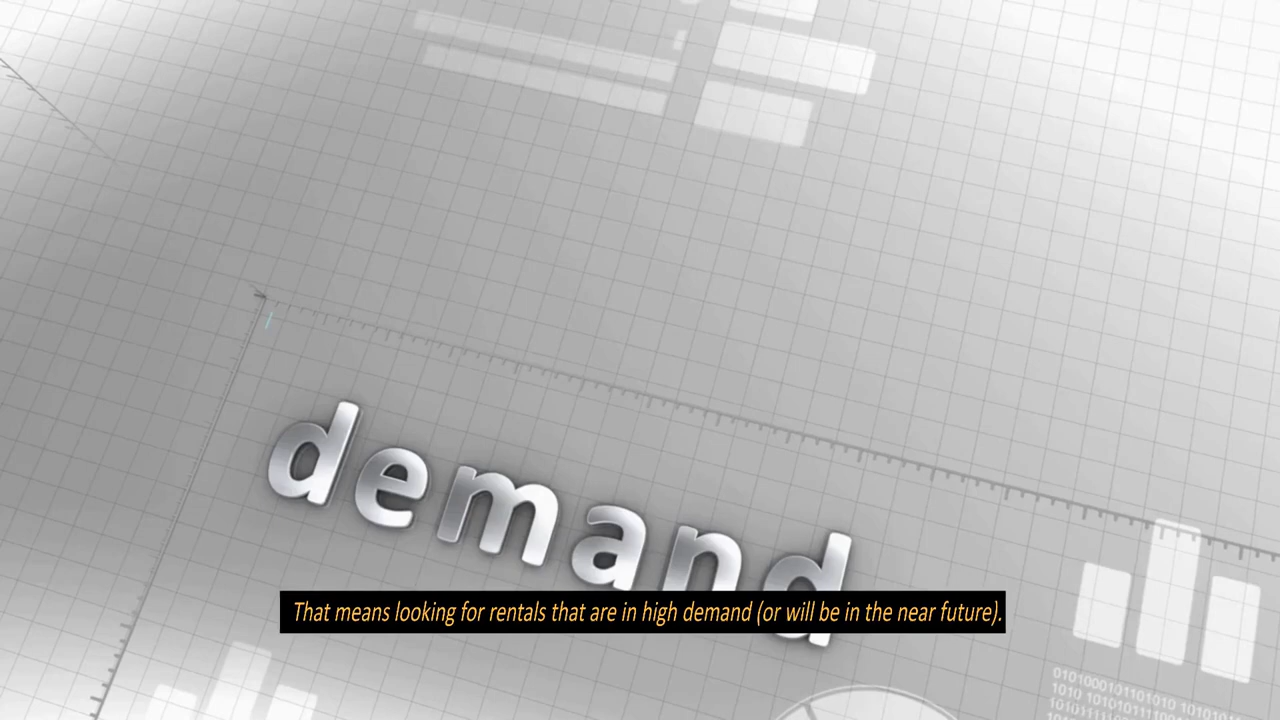 demand
That means looking for rentals that are in high demand (or will be in the near future).